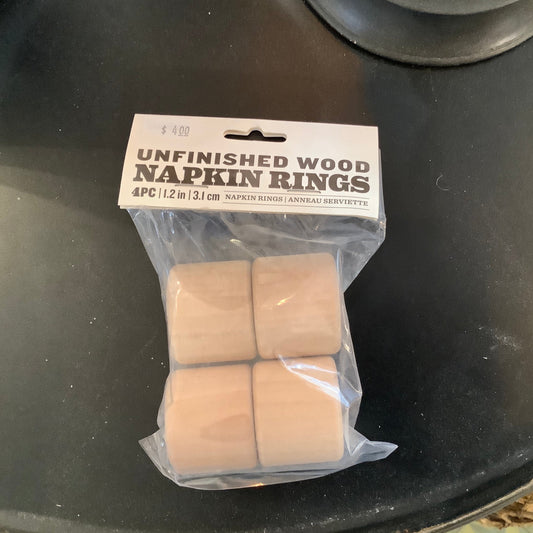 $ 4.00
UNFINISHED WOOD
NAPKIN RINGS
4PC | 1.2 in | 3.1 cm NAPKIN RINGS | ANNEAU SERVIETTE